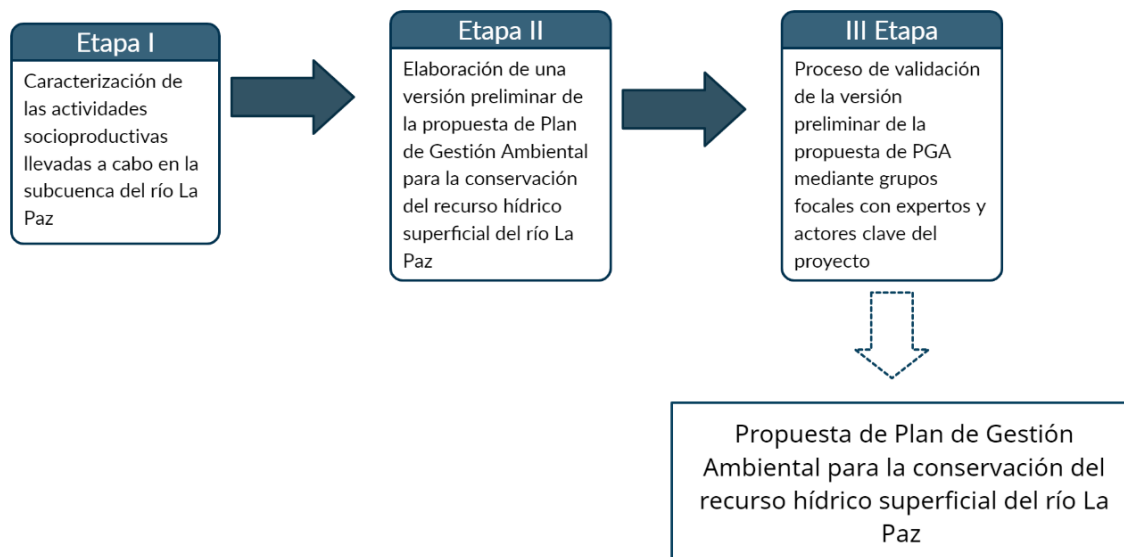 Etapa I
Caracterización de
las actividades
socioproductivas
llevadas a cabo en la
subcuenca del río La
Paz
Etapa II
Elaboración de una
versión preliminar de
la propuesta de Plan
de Gestión Ambiental
para la conservación
del recurso hídrico
superficial del río La
Paz
III Etapa
Proceso de validación
de la versión
preliminar de la
propuesta de PGA
mediante grupos
focales con expertos y
actores clave del
proyecto
Propuesta de Plan de Gestión
Ambiental para la conservación del
recurso hídrico superficial del río La
Paz